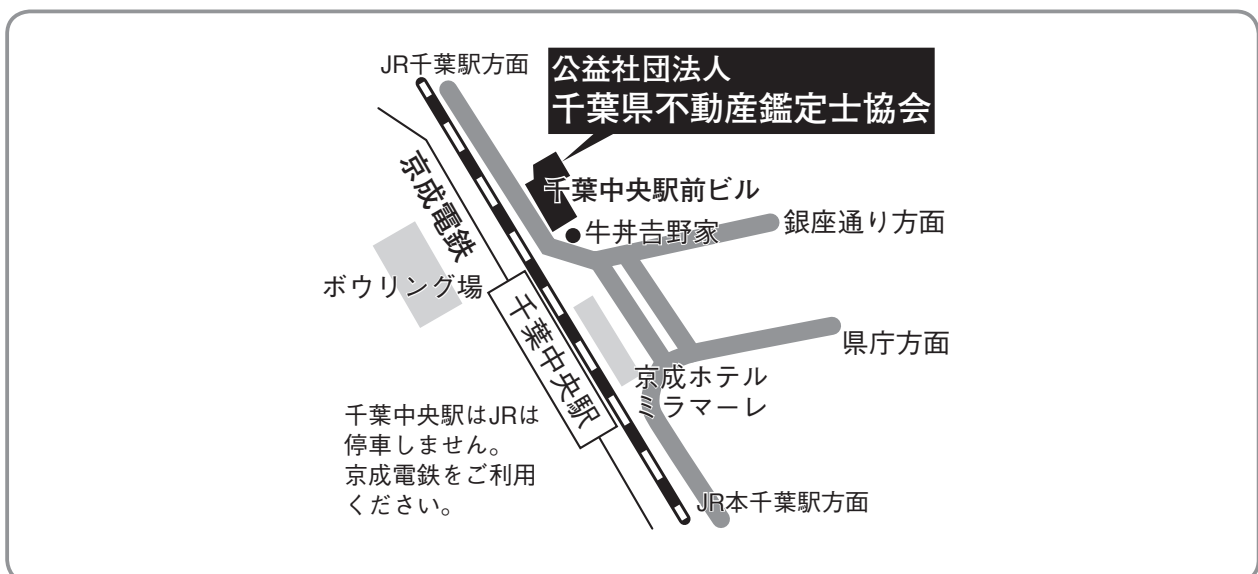 JR千葉駅方面
公益社団法人
千葉県不動産鑑定士協会
京成電鉄
千葉中央駅前ビル
牛丼𠮷野家
銀座通り方面
ボウリング場
千葉中央駅
県庁方面
京成ホテル
ミラマーレ
千葉中央駅はJRは
停車しません。
京成電鉄をご利用
ください。
JR本千葉駅方面